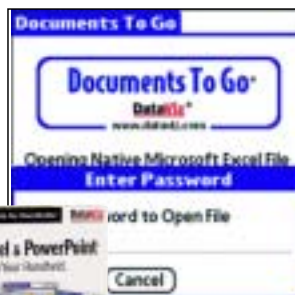 Documents To Go
Documents To Go
DataViz
www.dataviz.com
Opening Native Microsoft Excel File
Enter Password
ord to Open File
DataViz
el & PowerPoint
Your Handheld
Cancel